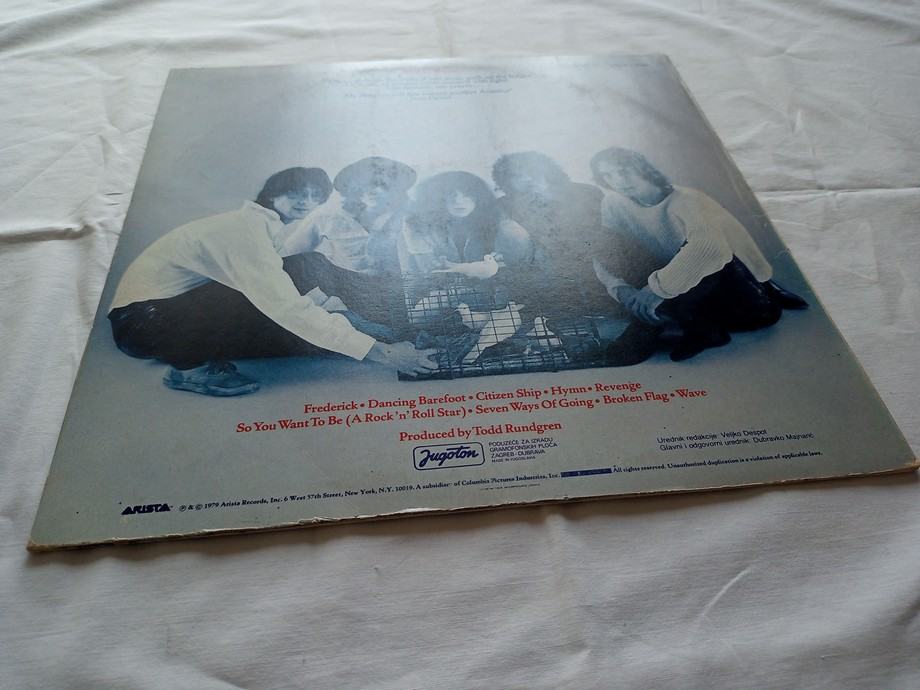 Frederick • Dancing Barefoot • Citizen Ship • Hymn • Revenge
So You Want To Be (A Rock 'n' Roll Star) • Seven Ways Of Going • Broken Flag • Wave
Produced by Todd Rundgren
Jugoton
PODUZEĆE ZA IZRADU
GRAMOFONSKIH PLOČA
ZAGREB-DUBRAVA
MADE IN YUGOSLAVIA
Urednik redakcije: Veljko Despot
Glavni i odgovorni urednik: Dubravko Majnarić
ARISTA ℗ & © 1979 Arista Records, Inc. 6 West 57th Street, New York, N.Y. 10019. A subsidiary of Columbia Pictures Industries, Inc. All rights reserved. Unauthorized duplication is a violation of applicable laws.